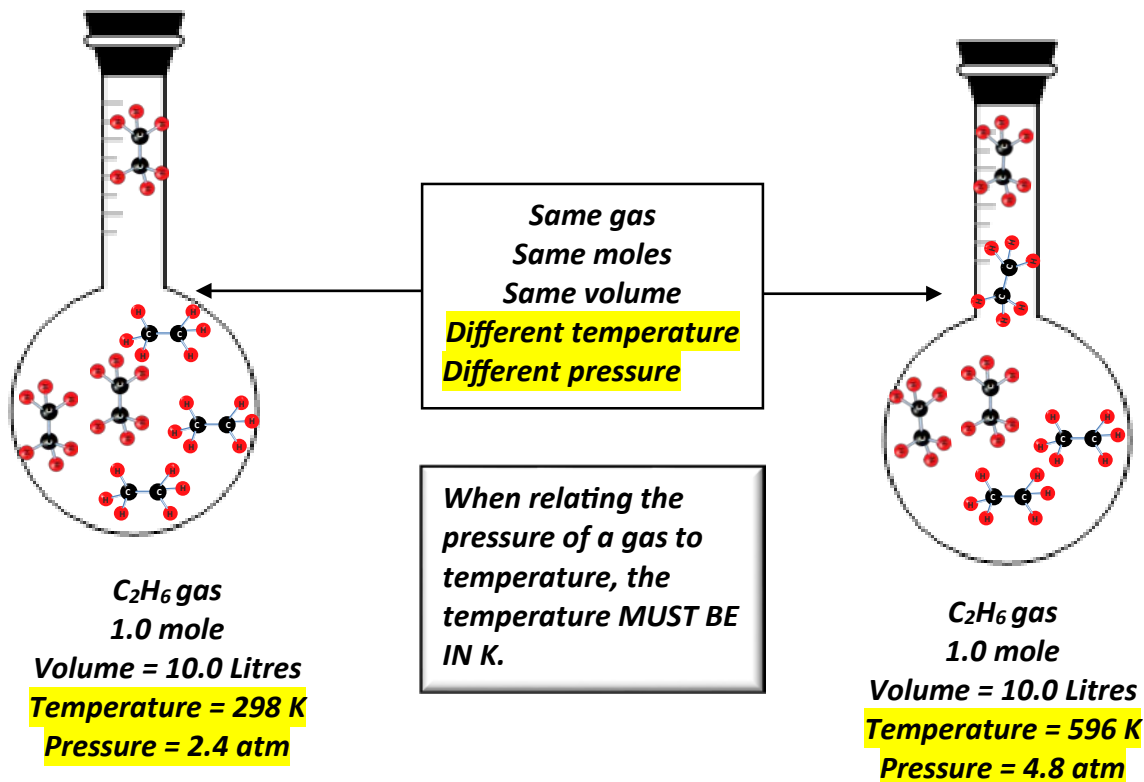 Same gas
Same moles
Same volume
Different temperature
Different pressure
When relating the
pressure of a gas to
temperature, the
temperature MUST BE
IN K.
C₂H₆ gas
1.0 mole
Volume = 10.0 Litres
Temperature = 298 K
Pressure = 2.4 atm
C₂H₆ gas
1.0 mole
Volume = 10.0 Litres
Temperature = 596 K
Pressure = 4.8 atm